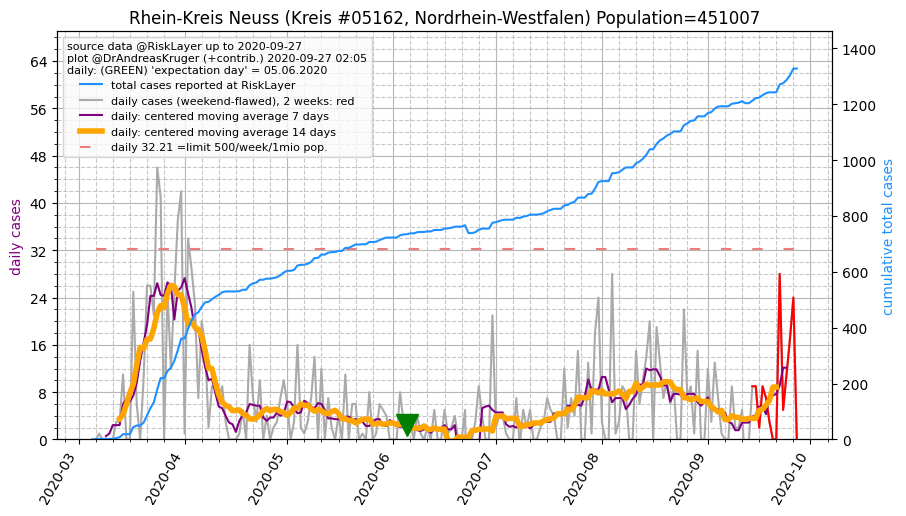 Rhein-Kreis Neuss (Kreis #05162, Nordrhein-Westfalen) Population=451007
source data @RiskLayer up to 2020-09-27
plot @DrAndreasKruger (+contrib.) 2020-09-27 02:05
daily: (GREEN) 'expectation day' = 05.06.2020
total cases reported at RiskLayer
daily cases (weekend-flawed), 2 weeks: red
daily: centered moving average 7 days
daily: centered moving average 14 days
daily 32.21 =limit 500/week/1mio pop.
daily cases
64
56
48
40
32
24
16
8
0
1400
1200
1000
800
600
400
200
0
cumulative total cases
2020-03
2020-04
2020-05
2020-06
2020-07
2020-08
2020-09
2020-10